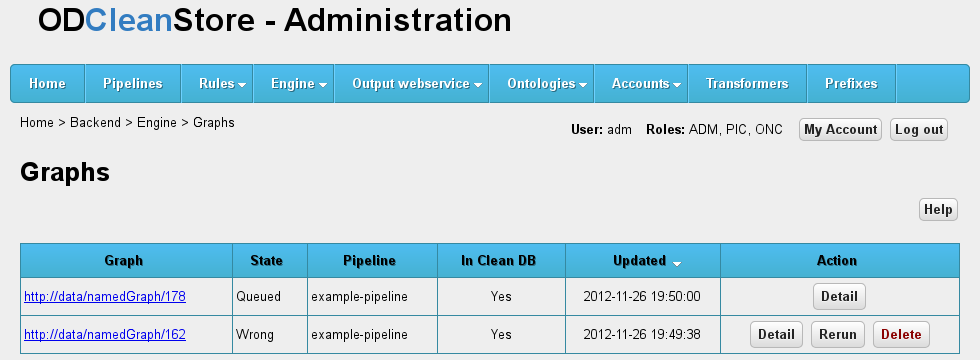 ODCleanStore - Administration
Home Pipelines Rules Engine Output webservice Ontologies Accounts Transformers Prefixes
Home > Backend > Engine > Graphs
User: adm Roles: ADM, PIC, ONC My Account Log out
Graphs
Help
Graph State Pipeline In Clean DB Updated Action
http://data/namedGraph/178 Queued example-pipeline Yes 2012-11-26 19:50:00 Detail
http://data/namedGraph/162 Wrong example-pipeline Yes 2012-11-26 19:49:38 Detail Rerun Delete